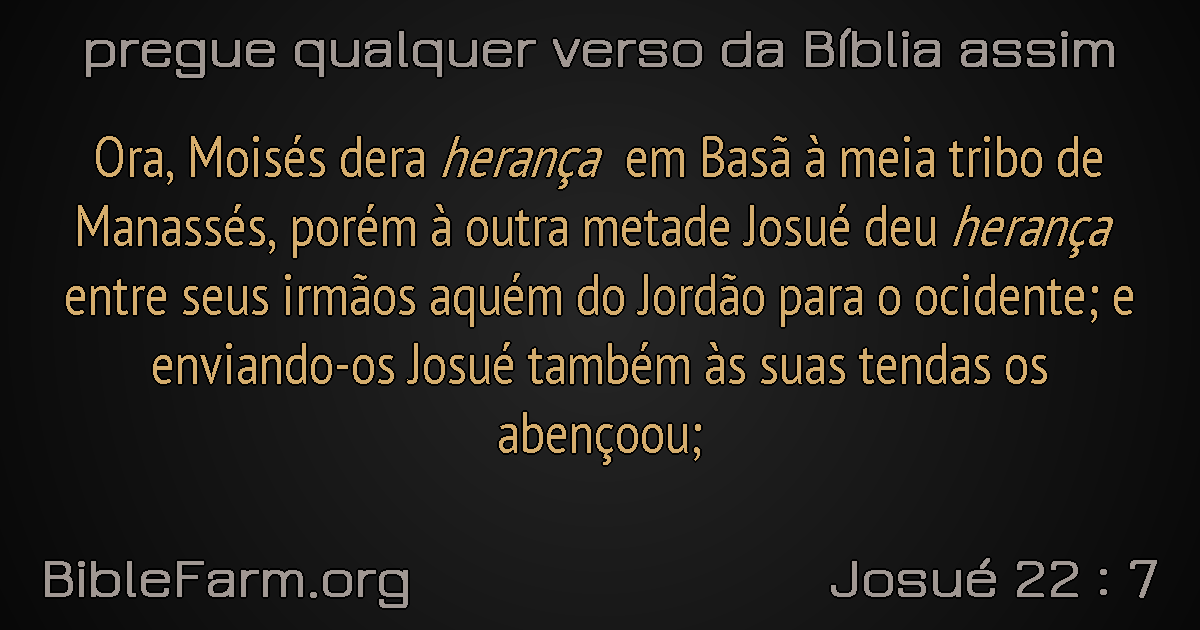 pregue qualquer verso da Bíblia assim
Ora, Moisés dera herança em Basã à meia tribo de
Manassés, porém à outra metade Josué deu herança
entre seus irmãos aquém do Jordão para o ocidente; e
enviando-os Josué também às suas tendas os
abençoou;
BibleFarm.org
Josué 22 : 7